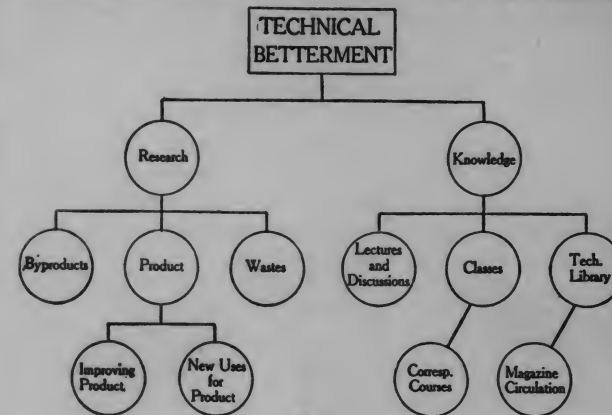 TECHNICAL
BETTERMENT
Research
Knowledge
Byproducts
Product
Wastes
Lectures
and
Discussions
Classes
Tech.
Library
Improving
Product.
New Uses
for
Product
Corresp.
Courses
Magazine
Circulation